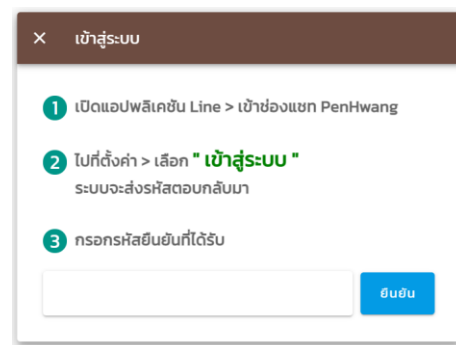 × เข้าสู่ระบบ
1 เปิดแอปพลิเคชัน Line > เข้าช่องแชท PenHwang
2 ไปที่ตั้งค่า > เลือก " เข้าสู่ระบบ "
ระบบจะส่งรหัสตอบกลับมา
3 กรอกรหัสยืนยันที่ได้รับ
ยืนยัน